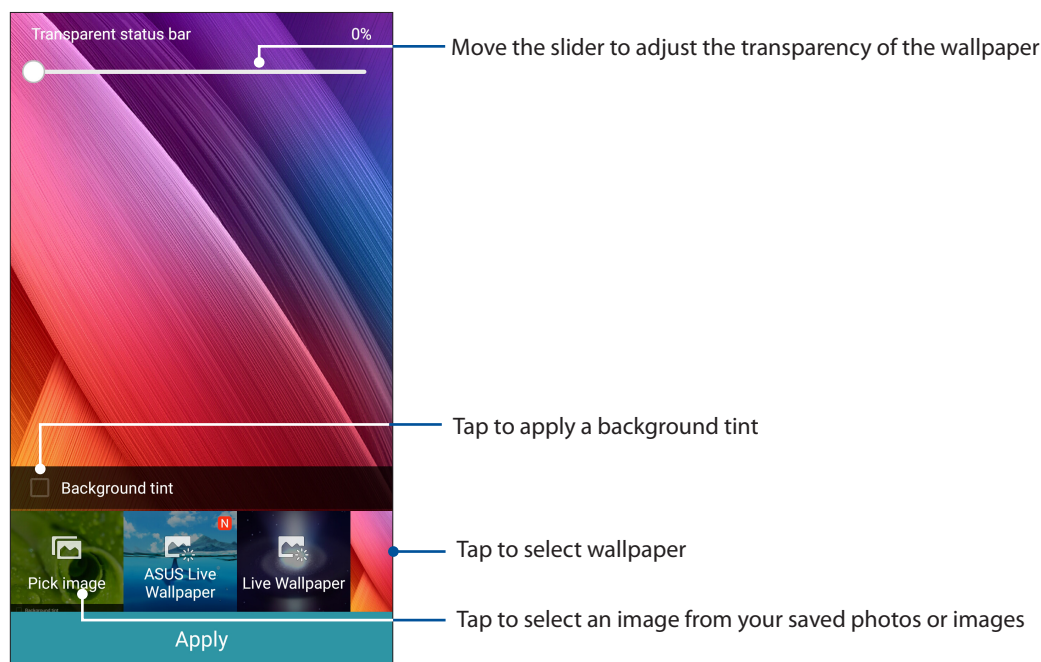 Transparent status bar 0%
Move the slider to adjust the transparency of the wallpaper
Tap to apply a background tint
Background tint
N
Pick image
ASUS Live
Wallpaper
Live Wallpaper
Tap to select wallpaper
Background tint
Tap to select an image from your saved photos or images
Apply